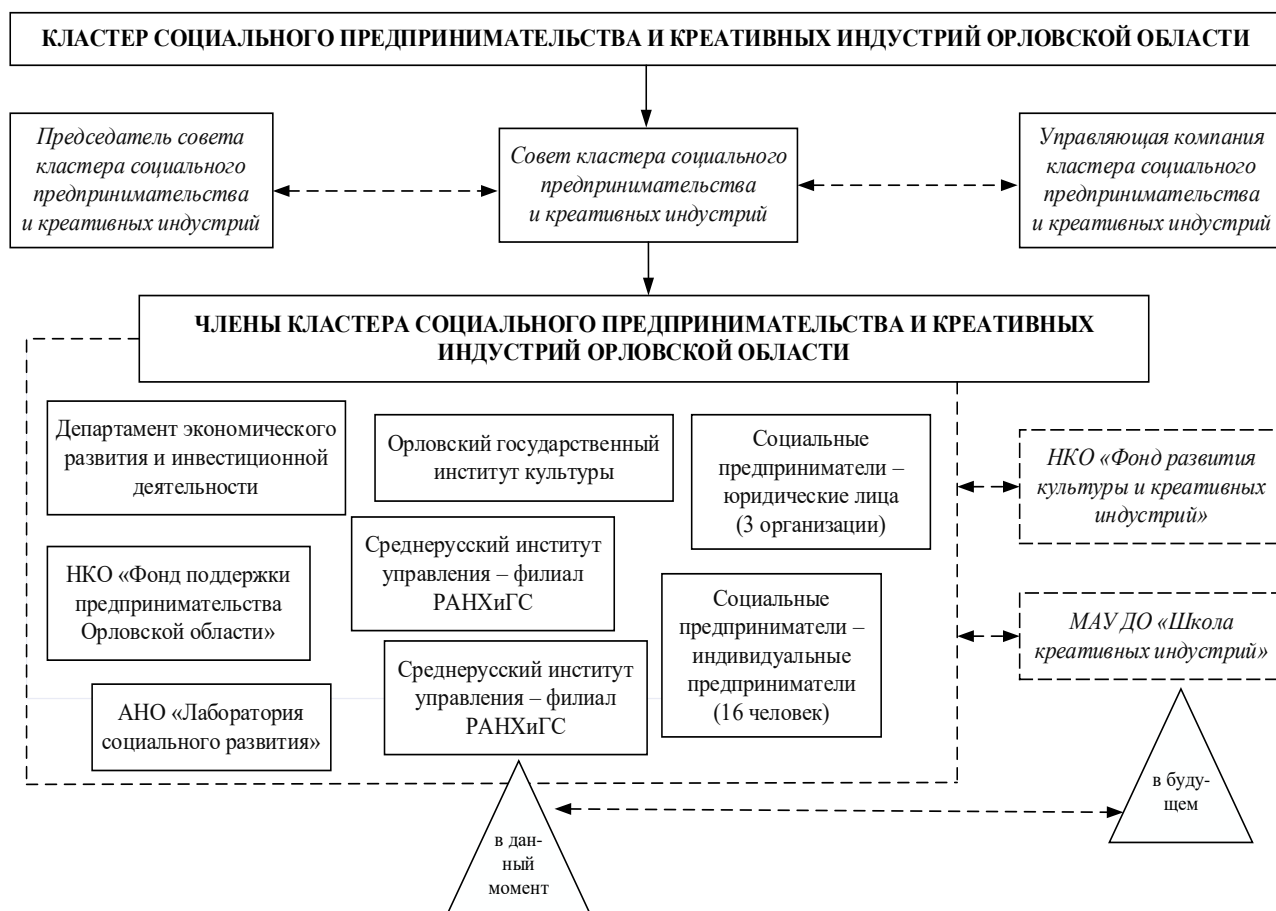 КЛАСТЕР СОЦИАЛЬНОГО ПРЕДПРИНИМАТЕЛЬСТВА И КРЕАТИВНЫХ ИНДУСТРИЙ ОРЛОВСКОЙ ОБЛАСТИ
Председатель совета
кластера социального
предпринимательства
и креативных индустрий
Совет кластера социального
предпринимательства
и креативных индустрий
Управляющая компания
кластера социального
предпринимательства
и креативных индустрий
ЧЛЕНЫ КЛАСТЕРА СОЦИАЛЬНОГО ПРЕДПРИНИМАТЕЛЬСТВА И КРЕАТИВНЫХ
ИНДУСТРИЙ ОРЛОВСКОЙ ОБЛАСТИ
Департамент экономического
развития и инвестиционной
деятельности
НКО «Фонд поддержки
предпринимательства
Орловской области»
АНО «Лаборатория
социального развития»
Орловский государственный
институт культуры
Среднерусский институт
управления – филиал
РАНХиГС
Среднерусский институт
управления – филиал
РАНХиГС
Социальные
предприниматели –
юридические лица
(3 организации)
Социальные
предприниматели –
индивидуальные
предприниматели
(16 человек)
НКО «Фонд развития
культуры и креативных
индустрий»
МАУ ДО «Школа
креативных индустрий»
в дан-
ный
момент
в буду-
щем